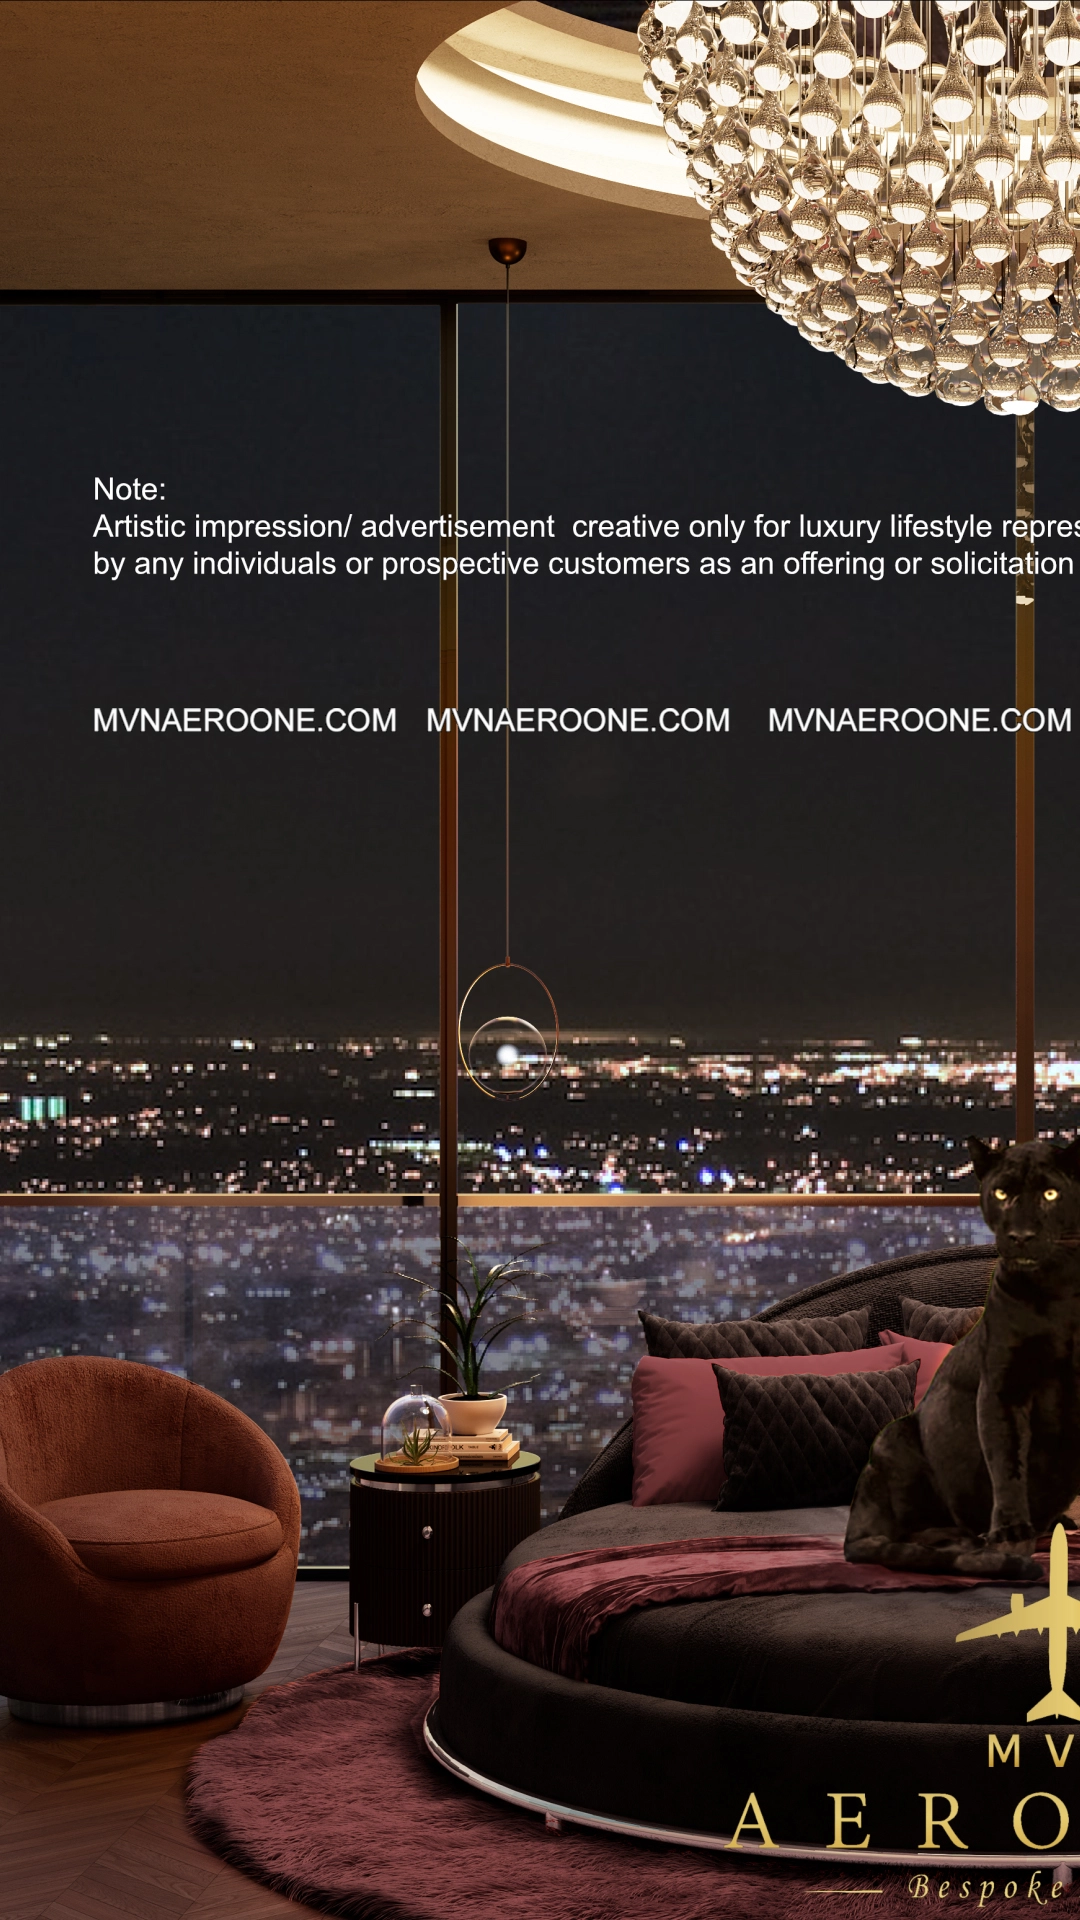 Note:
Artistic impression/ advertisement creative only for luxury lifestyle repres
by any individuals or prospective customers as an offering or solicitation
MVNAEROONE.COM MVNAEROONE.COM MVNAEROONE.COM
M V
AERO
Bespoke